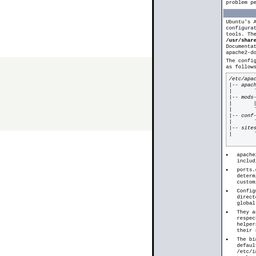 problem pe
Ubuntu's A
configurat
tools. The
/usr/share
Documentat
apache2-do
The config
as follows
/etc/apac
|-- apach
|
|-- mods-
|
|
|-- conf-
|
|-- sites
|
apache
includ
ports.
determ
custom
Config
direct
global
They a
respec
helper
their
The bi
defaul
/etc/i